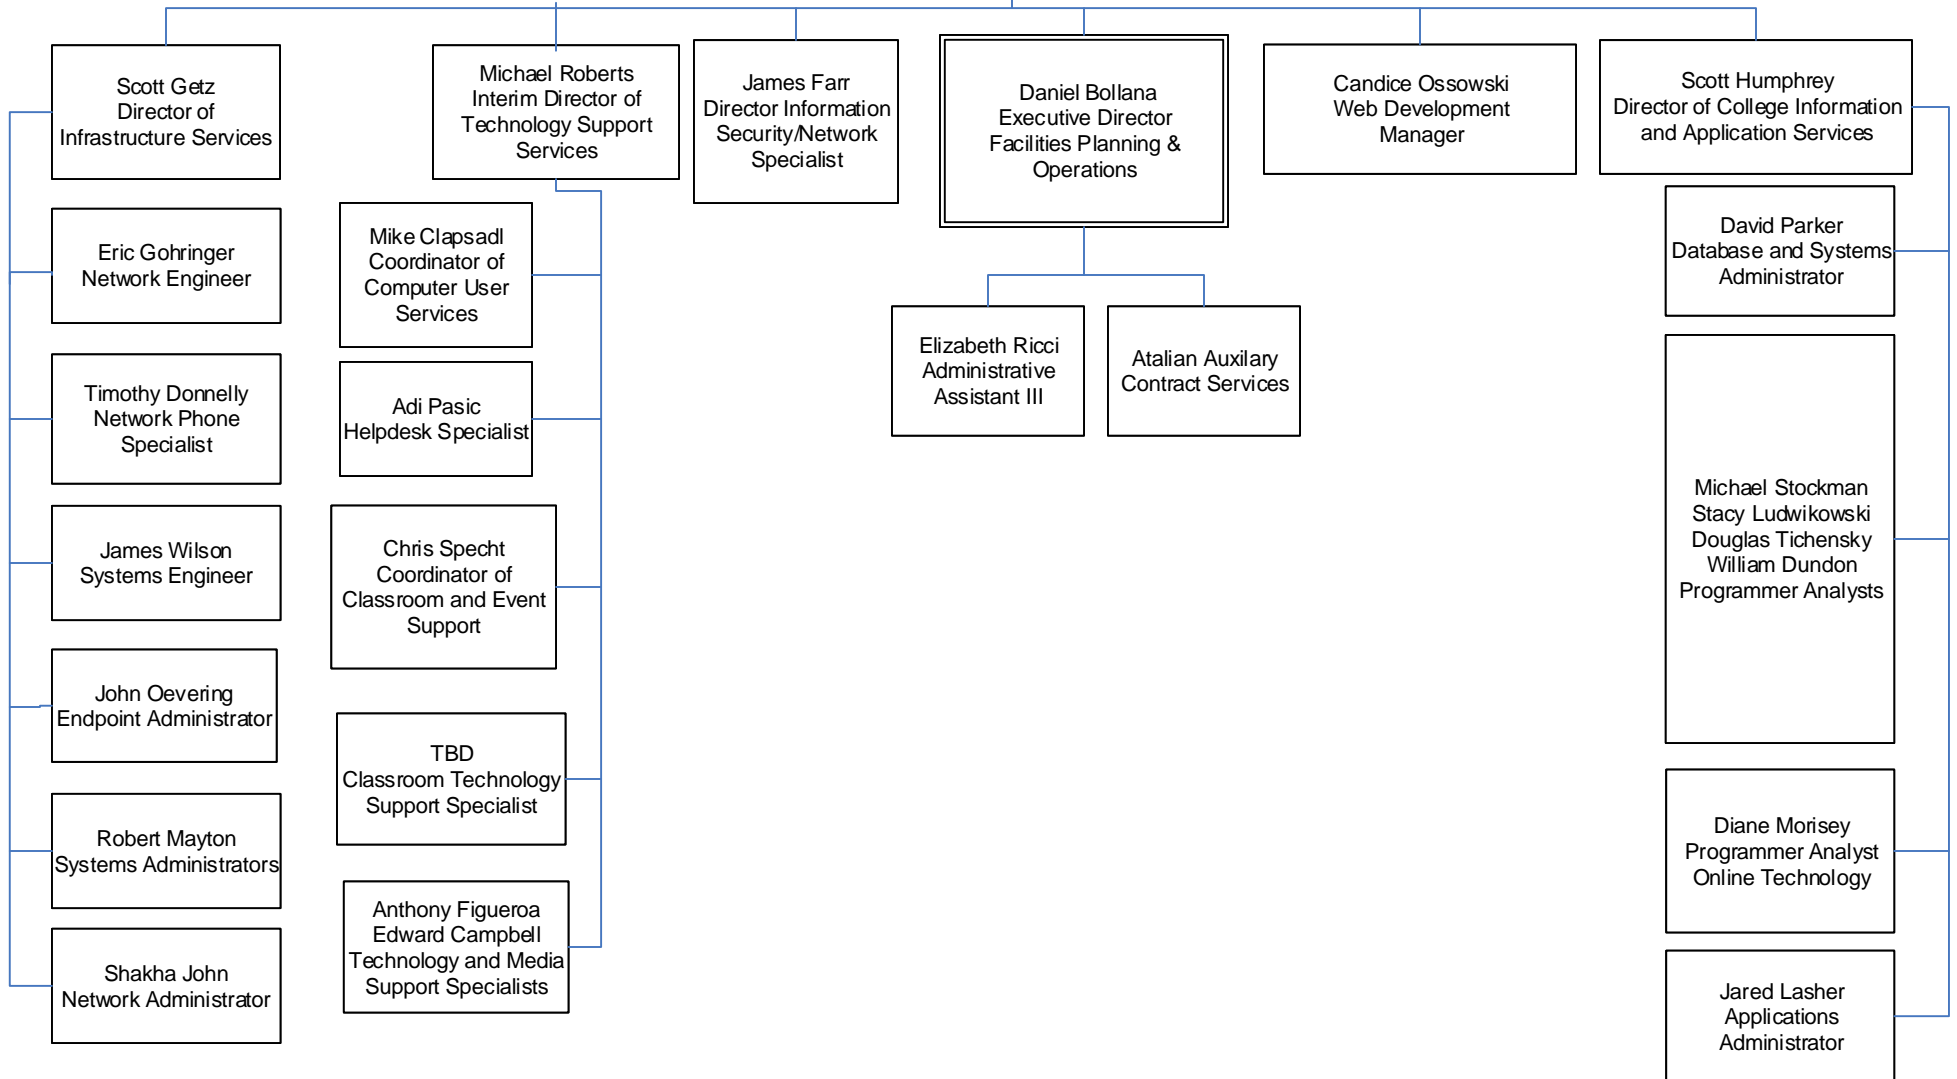 Scott Getz
Director of
Infrastructure Services
Michael Roberts
Interim Director of
Technology Support
Services
James Farr
Director Information
Security/Network
Specialist
Daniel Bollana
Executive Director
Facilities Planning &
Operations
Candice Ossowski
Web Development
Manager
Scott Humphrey
Director of College Information
and Application Services
Eric Gohringer
Network Engineer
Timothy Donnelly
Network Phone
Specialist
James Wilson
Systems Engineer
John Oevering
Endpoint Administrator
Robert Mayton
Systems Administrators
Shakha John
Network Administrator
Mike Clapsadl
Coordinator of
Computer User
Services
Adi Pasic
Helpdesk Specialist
Chris Specht
Coordinator of
Classroom and Event
Support
TBD
Classroom Technology
Support Specialist
Anthony Figueroa
Edward Campbell
Technology and Media
Support Specialists
Elizabeth Ricci
Administrative
Assistant III
Atalian Auxilary
Contract Services
David Parker
Database and Systems
Administrator
Michael Stockman
Stacy Ludwikowski
Douglas Tichensky
William Dundon
Programmer Analysts
Diane Morisey
Programmer Analyst
Online Technology
Jared Lasher
Applications
Administrator